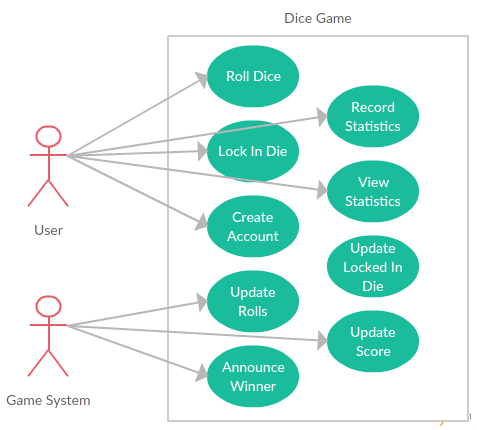 Dice Game
Roll Dice
Record
Statistics
Lock In Die
View
Statistics
Create
Account
User
Update
Locked In
Die
Update
Rolls
Update
Score
Announce
Winner
Game System